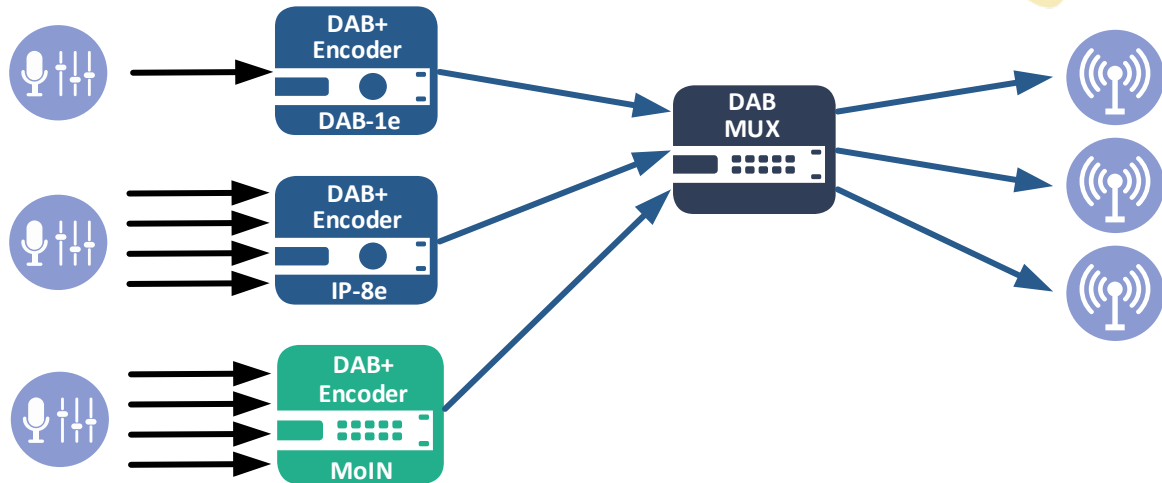 DAB+
Encoder
DAB-1e
DAB
MUX
DAB+
Encoder
IP-8e
DAB+
Encoder
MoIN